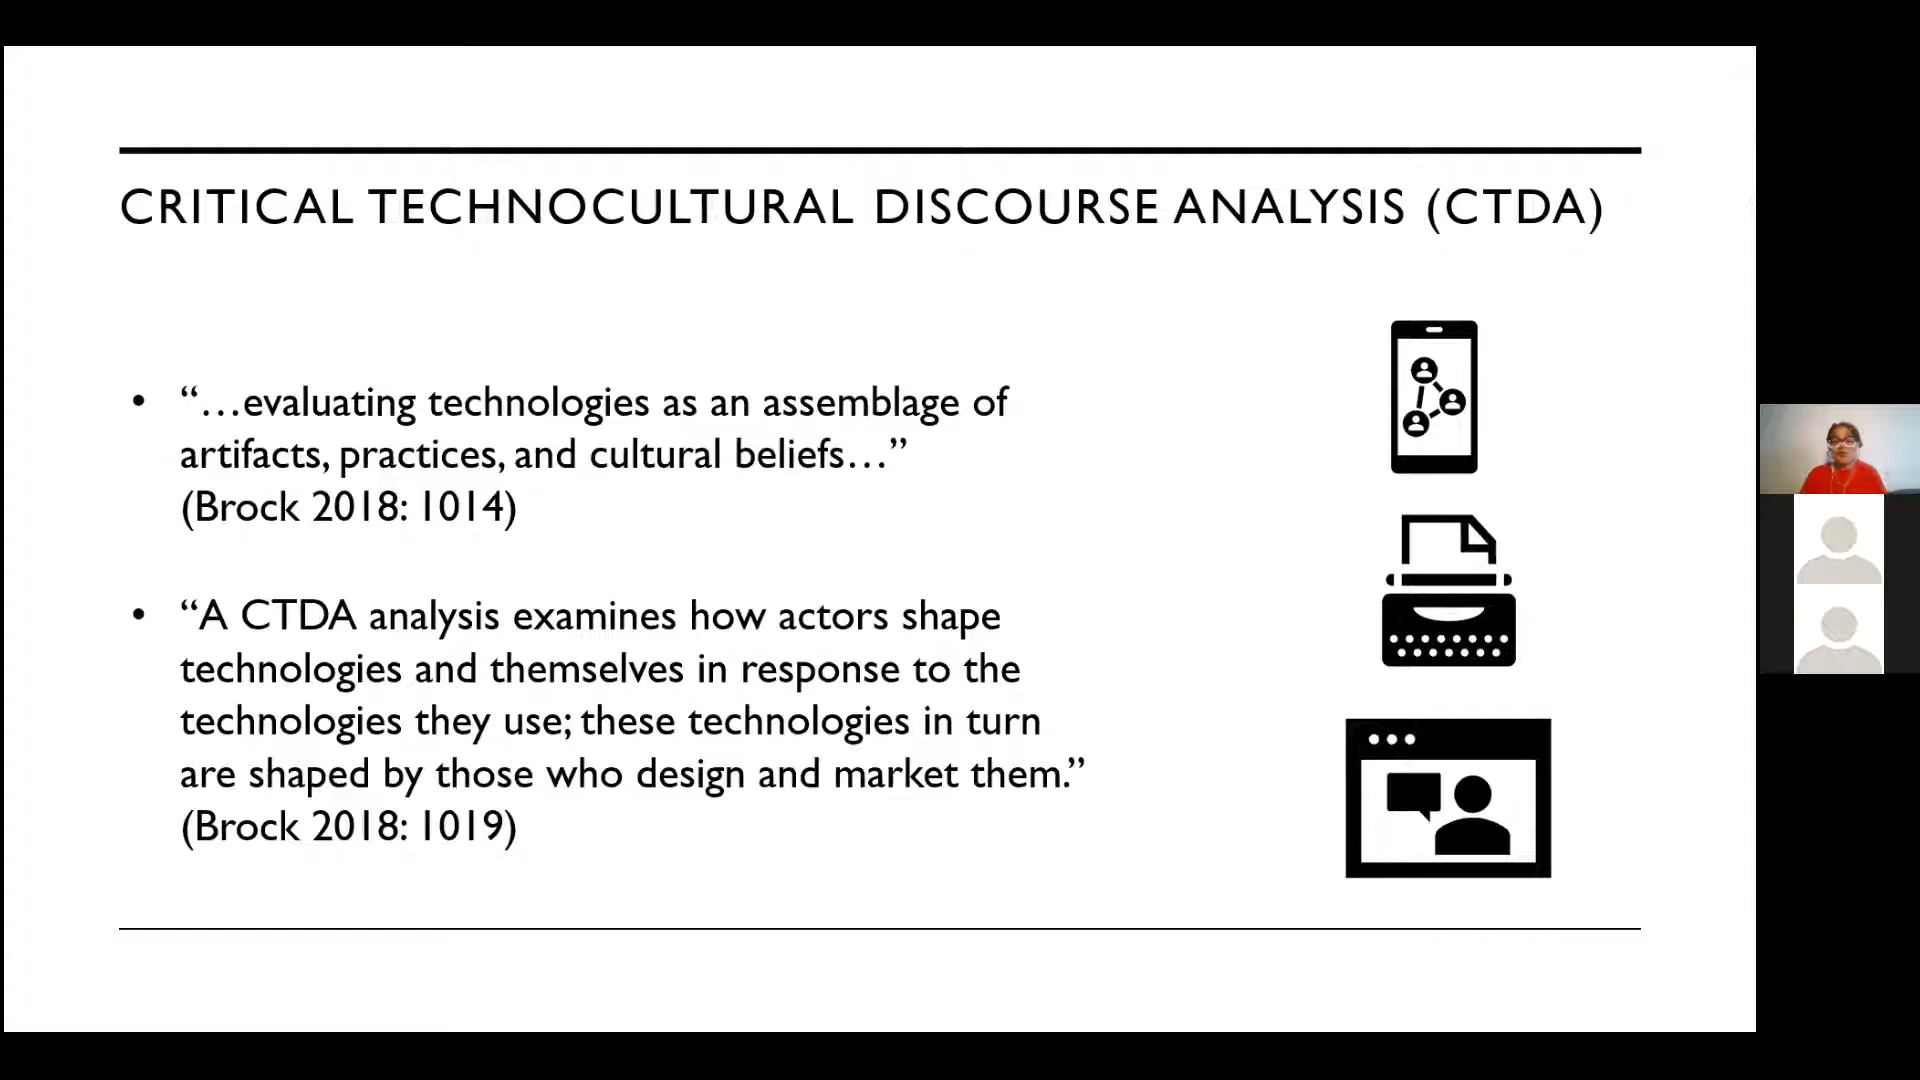 CRITICAL TECHNOCULTURAL DISCOURSE ANALYSIS (CTDA)
• “…evaluating technologies as an assemblage of
artifacts, practices, and cultural beliefs…”
(Brock 2018: 1014)
• “A CTDA analysis examines how actors shape
technologies and themselves in response to the
technologies they use; these technologies in turn
are shaped by those who design and market them.”
(Brock 2018: 1019)